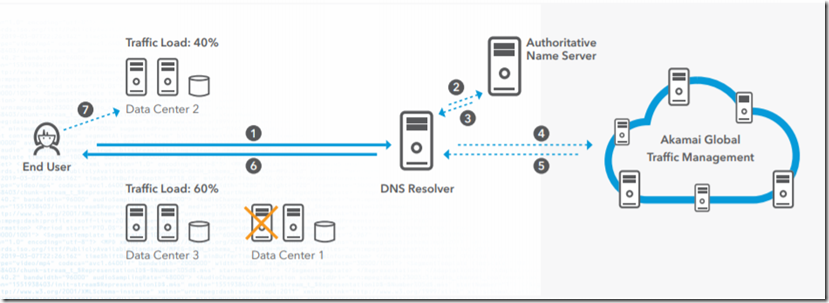 Traffic Load: 40%
Data Center 2
7
End User
1
6
Traffic Load: 60%
Data Center 3
Data Center 1
DNS Resolver
2
3
Authoritative
Name Server
4
5
Akamai Global
Traffic Management